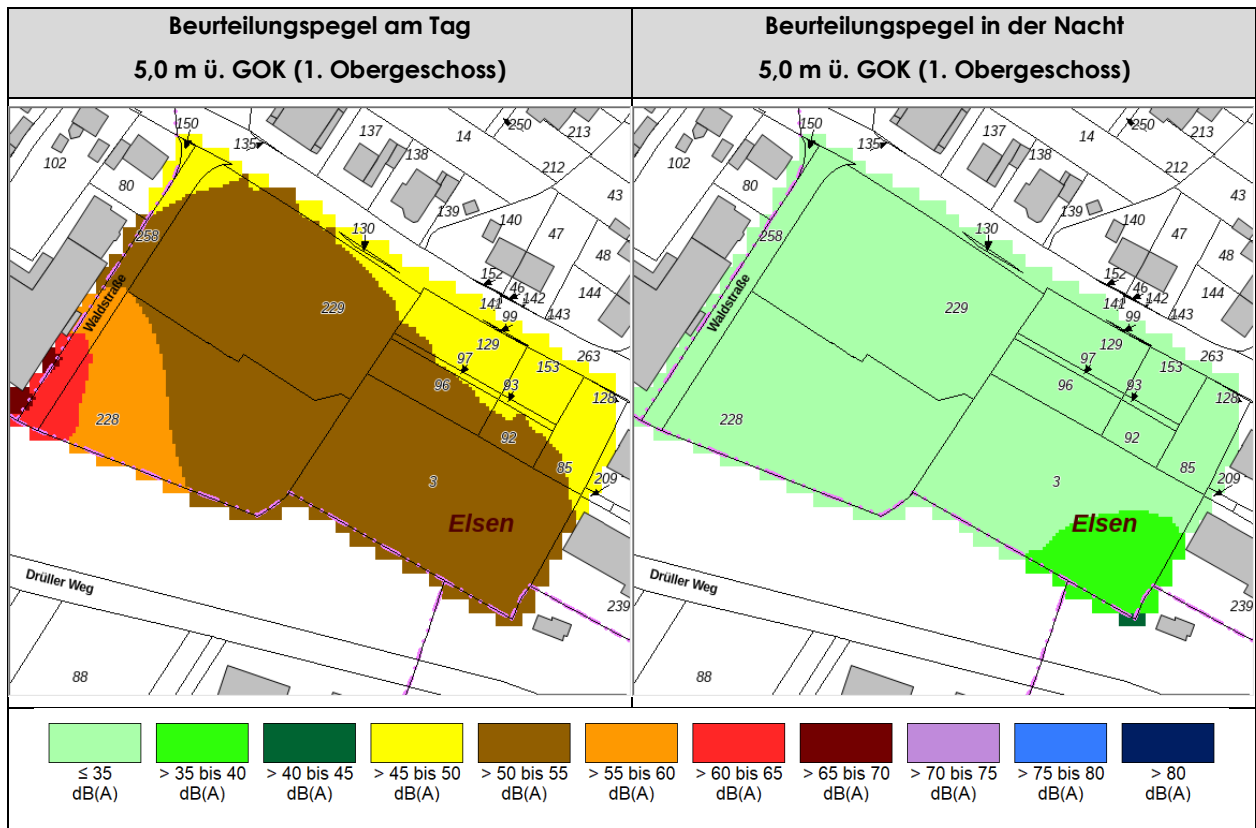 Beurteilungspegel am Tag
5,0 m ü. GOK (1. Obergeschoss)
Beurteilungspegel in der Nacht
5,0 m ü. GOK (1. Obergeschoss)
150
135
137
138
14
250
213
212
43
102
80
139
140
47
48
258
130
152
46
142
144
141
143
99
Waldstraße
229
129
97
153
263
96
93
128
228
92
85
209
3
Elsen
Drüller Weg
239
88
150
135
137
138
14
250
213
212
43
102
80
139
140
47
48
258
130
152
46
142
144
141
143
99
Waldstraße
229
129
97
153
263
96
93
128
228
92
85
209
3
Elsen
Drüller Weg
239
88
≤ 35
dB(A)
> 35 bis 40
dB(A)
> 40 bis 45
dB(A)
> 45 bis 50
dB(A)
> 50 bis 55
dB(A)
> 55 bis 60
dB(A)
> 60 bis 65
dB(A)
> 65 bis 70
dB(A)
> 70 bis 75
dB(A)
> 75 bis 80
dB(A)
> 80
dB(A)